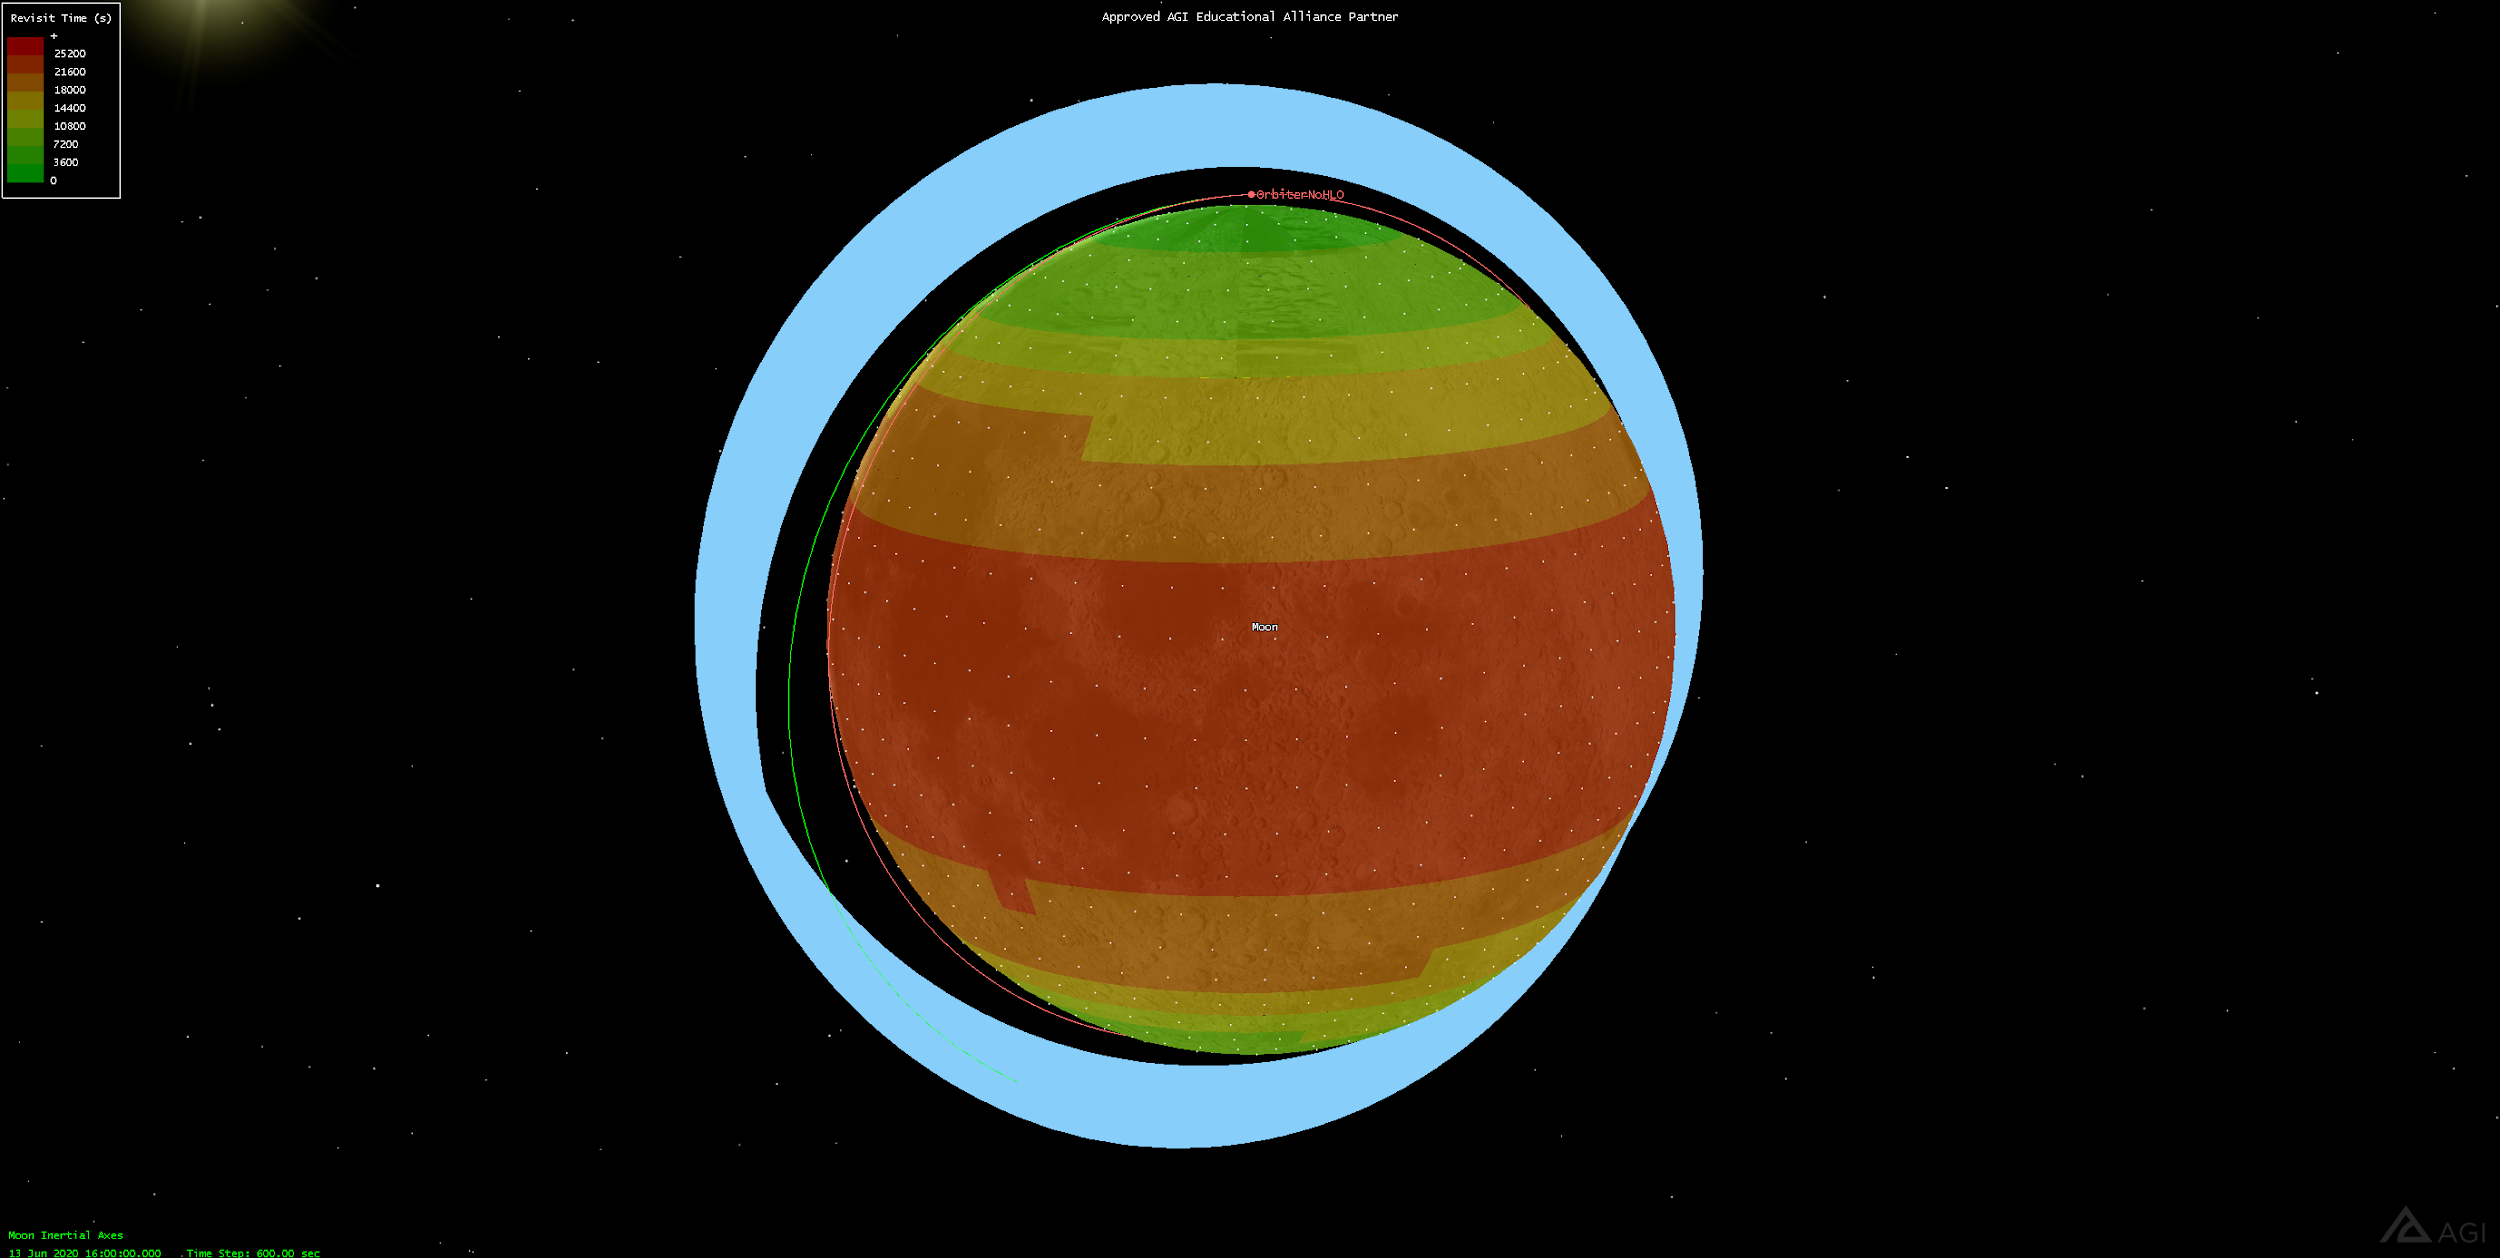 Revisit Time (s)
+
25200
21600
18000
14400
10800
7200
3600
0
Approved AGI Educational Alliance Partner
OrbiterNoHLO
Moon
Moon Inertial Axes
13 Jun 2020 16:00:00.000 Time Step: 600.00 sec
AGI